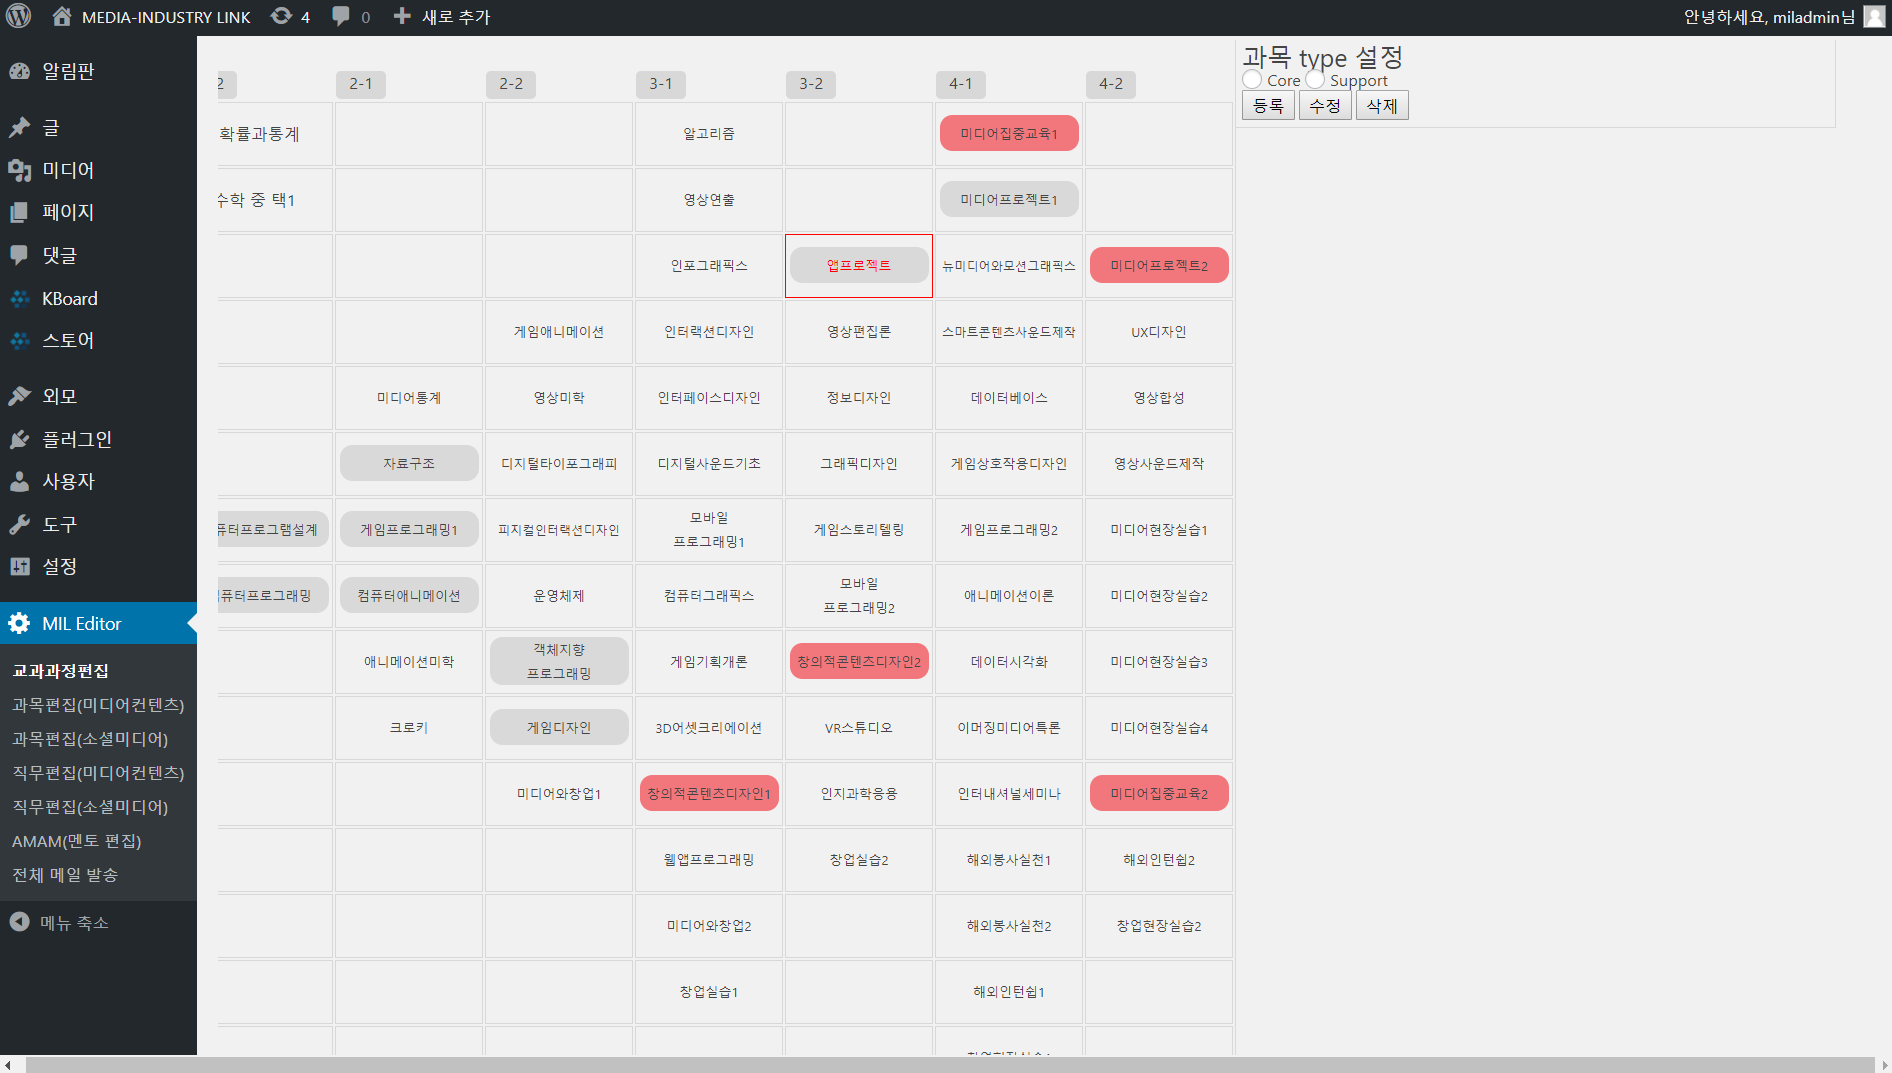 MEDIA-INDUSTRY LINK 4 0 새로 추가 안녕하세요, miladmin님
알림판
글
미디어
페이지
댓글
KBoard
스토어
외모
플러그인
사용자
도구
설정
MIL Editor
교과과정편집
과목편집(미디어컨텐츠)
과목편집(소셜미디어)
직무편집(미디어컨텐츠)
직무편집(소셜미디어)
AMAM(멘토 편집)
전체 메일 발송
메뉴 축소
2 2-1 2-2 3-1 3-2 4-1 4-2
확률과통계 알고리즘 미디어집중교육1
수학 중 택1 영상연출 미디어프로젝트1
인포그래픽스 앱프로젝트 뉴미디어와모션그래픽스 미디어프로젝트2
게임애니메이션 인터랙션디자인 영상편집론 스마트콘텐츠사운드제작 UX디자인
미디어통계 영상미학 인터페이스디자인 정보디자인 데이터베이스 영상합성
자료구조 디지털타이포그래피 디지털사운드기초 그래픽디자인 게임상호작용디자인 영상사운드제작
퓨터프로그램설계 게임프로그래밍1 피지컬인터랙션디자인 모바일 게임스토리텔링 게임프로그래밍2 미디어현장실습1
프로그래밍1
퓨터프로그래밍 컴퓨터애니메이션 운영체제 컴퓨터그래픽스 모바일 애니메이션이론 미디어현장실습2
프로그래밍2
애니메이션미학 객체지향 게임기획개론 창의적콘텐츠디자인2 데이터시각화 미디어현장실습3
프로그래밍
크로키 게임디자인 3D어셋크리에이션 VR스튜디오 이머징미디어특론 미디어현장실습4
미디어와창업1 창의적콘텐츠디자인1 인지과학응용 인터내셔널세미나 미디어집중교육2
웹앱프로그래밍 창업실습2 해외봉사실천1 해외인턴쉽2
미디어와창업2 해외봉사실천2 창업현장실습2
창업실습1 해외인턴쉽1
과목 type 설정
Core Support
등록 수정 삭제